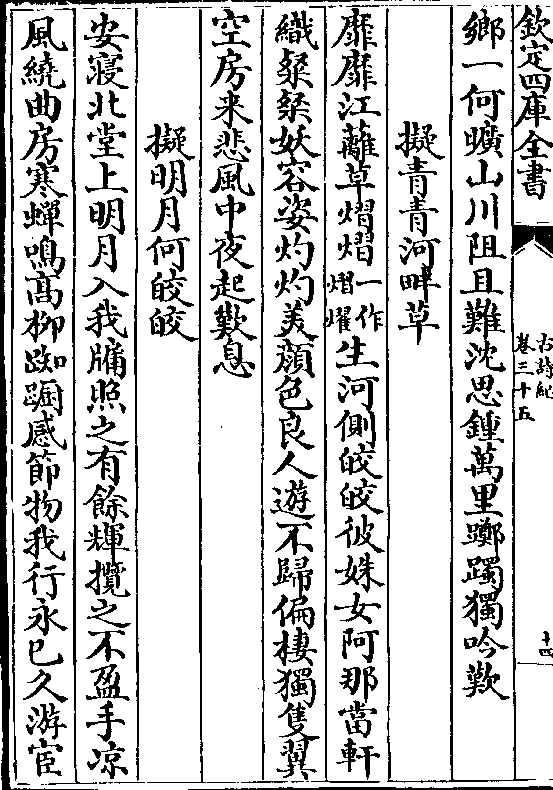 欽定四庫全書
古詩紀
卷三十五
十四
鄉一何曠山川阻且難沈思鍾萬里躑躅獨吟歎
擬青青河畔草
靡靡江蘺草熠熠一作熠燿生河側皎皎彼姝女阿那當軒
織粲粲妖容姿灼灼美顔色良人遊不歸偏棲獨隻翼
空房来悲風中夜起歎息
擬明月何皎皎
安寢北堂上明月入我牗照之有餘輝攬之不盈手凉
風繞曲房寒蟬鳴髙栁踟蹰感節物我行永已久游宦